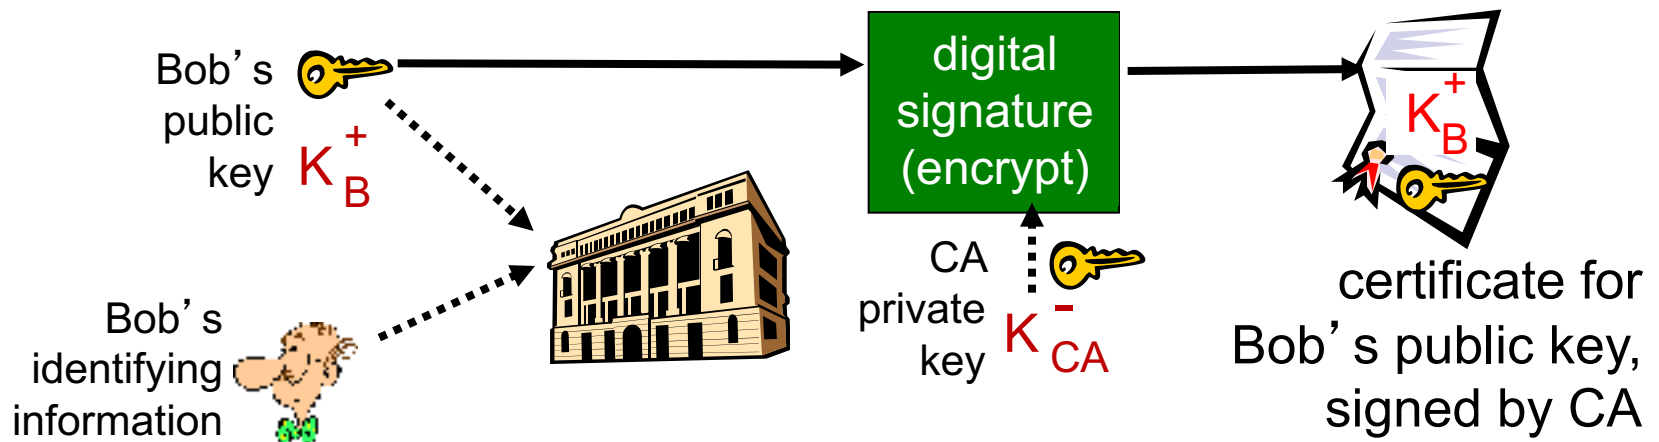 Bob’s
public
key
K
+
B
digital
signature
(encrypt)
K
+
B
CA
private
key
K
-
CA
Bob’s
identifying
information
certificate for
Bob’s public key,
signed by CA